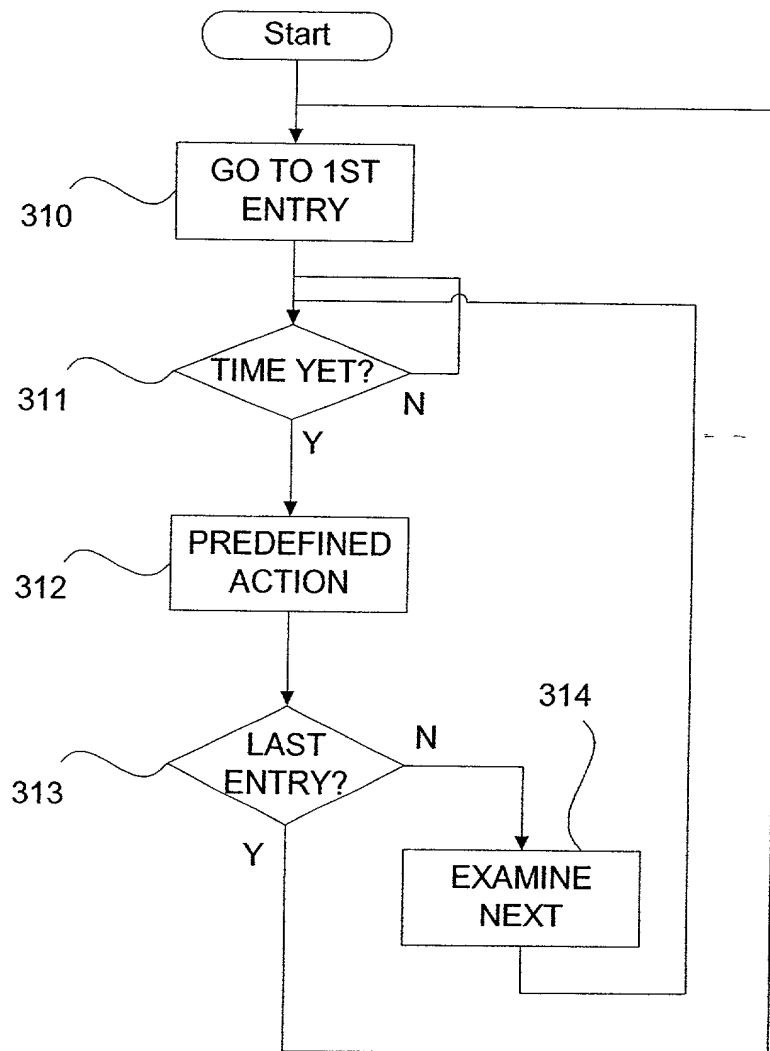 Start
GO TO 1ST
ENTRY
310
TIME YET?
311
N
Y
PREDEFINED
ACTION
312
314
LAST
ENTRY?
N
313
Y
EXAMINE
NEXT